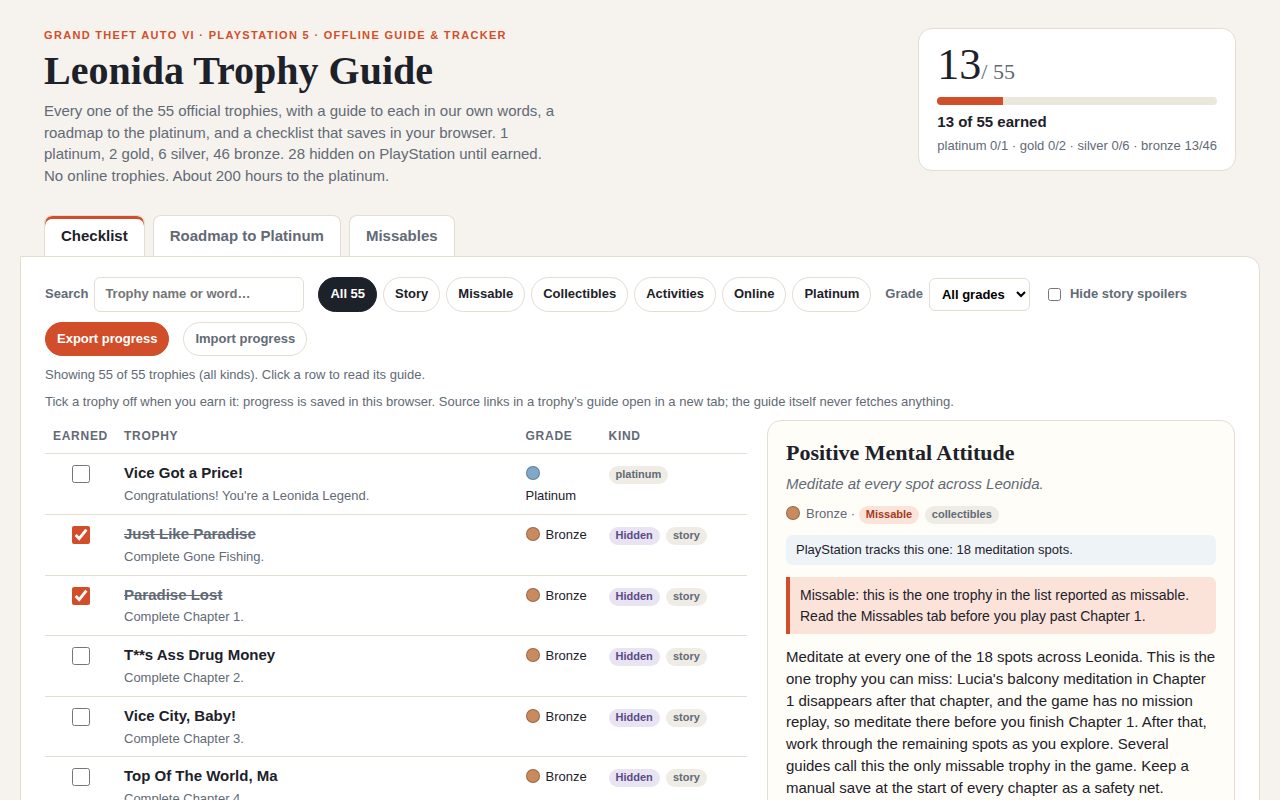 GRAND THEFT AUTO VI · PLAYSTATION 5 · OFFLINE GUIDE & TRACKER
Leonida Trophy Guide
Every one of the 55 official trophies, with a guide to each in our own words, a
roadmap to the platinum, and a checklist that saves in your browser. 1
platinum, 2 gold, 6 silver, 46 bronze. 28 hidden on PlayStation until earned.
No online trophies. About 200 hours to the platinum.
13/ 55
13 of 55 earned
platinum 0/1 · gold 0/2 · silver 0/6 · bronze 13/46
Checklist
Roadmap to Platinum
Missables
Search
Trophy name or word…
All 55
Story
Missable
Collectibles
Activities
Online
Platinum
Grade
All grades
Hide story spoilers
Export progress
Import progress
Showing 55 of 55 trophies (all kinds). Click a row to read its guide.
Tick a trophy off when you earn it: progress is saved in this browser. Source links in a trophy's guide open in a new tab; the guide itself never fetches anything.
EARNED TROPHY GRADE KIND
Vice Got a Price!
Congratulations! You're a Leonida Legend.
Platinum
platinum
Just Like Paradise
Complete Gone Fishing.
Bronze
Hidden story
Paradise Lost
Complete Chapter 1.
Bronze
Hidden story
T**s Ass Drug Money
Complete Chapter 2.
Bronze
Hidden story
Vice City, Baby!
Complete Chapter 3.
Bronze
Hidden story
Top Of The World, Ma
Complete Chapter 4.
Bronze
Hidden story
Positive Mental Attitude
Meditate at every spot across Leonida.
Bronze · Missable collectibles
PlayStation tracks this one: 18 meditation spots.
Missable: this is the one trophy in the list reported as missable.
Read the Missables tab before you play past Chapter 1.
Meditate at every one of the 18 spots across Leonida. This is the
one trophy you can miss: Lucia's balcony meditation in Chapter
1 disappears after that chapter, and the game has no mission
replay, so meditate there before you finish Chapter 1. After that,
work through the remaining spots as you explore. Several
guides call this the only missable trophy in the game. Keep a
manual save at the start of every chapter as a safety net.